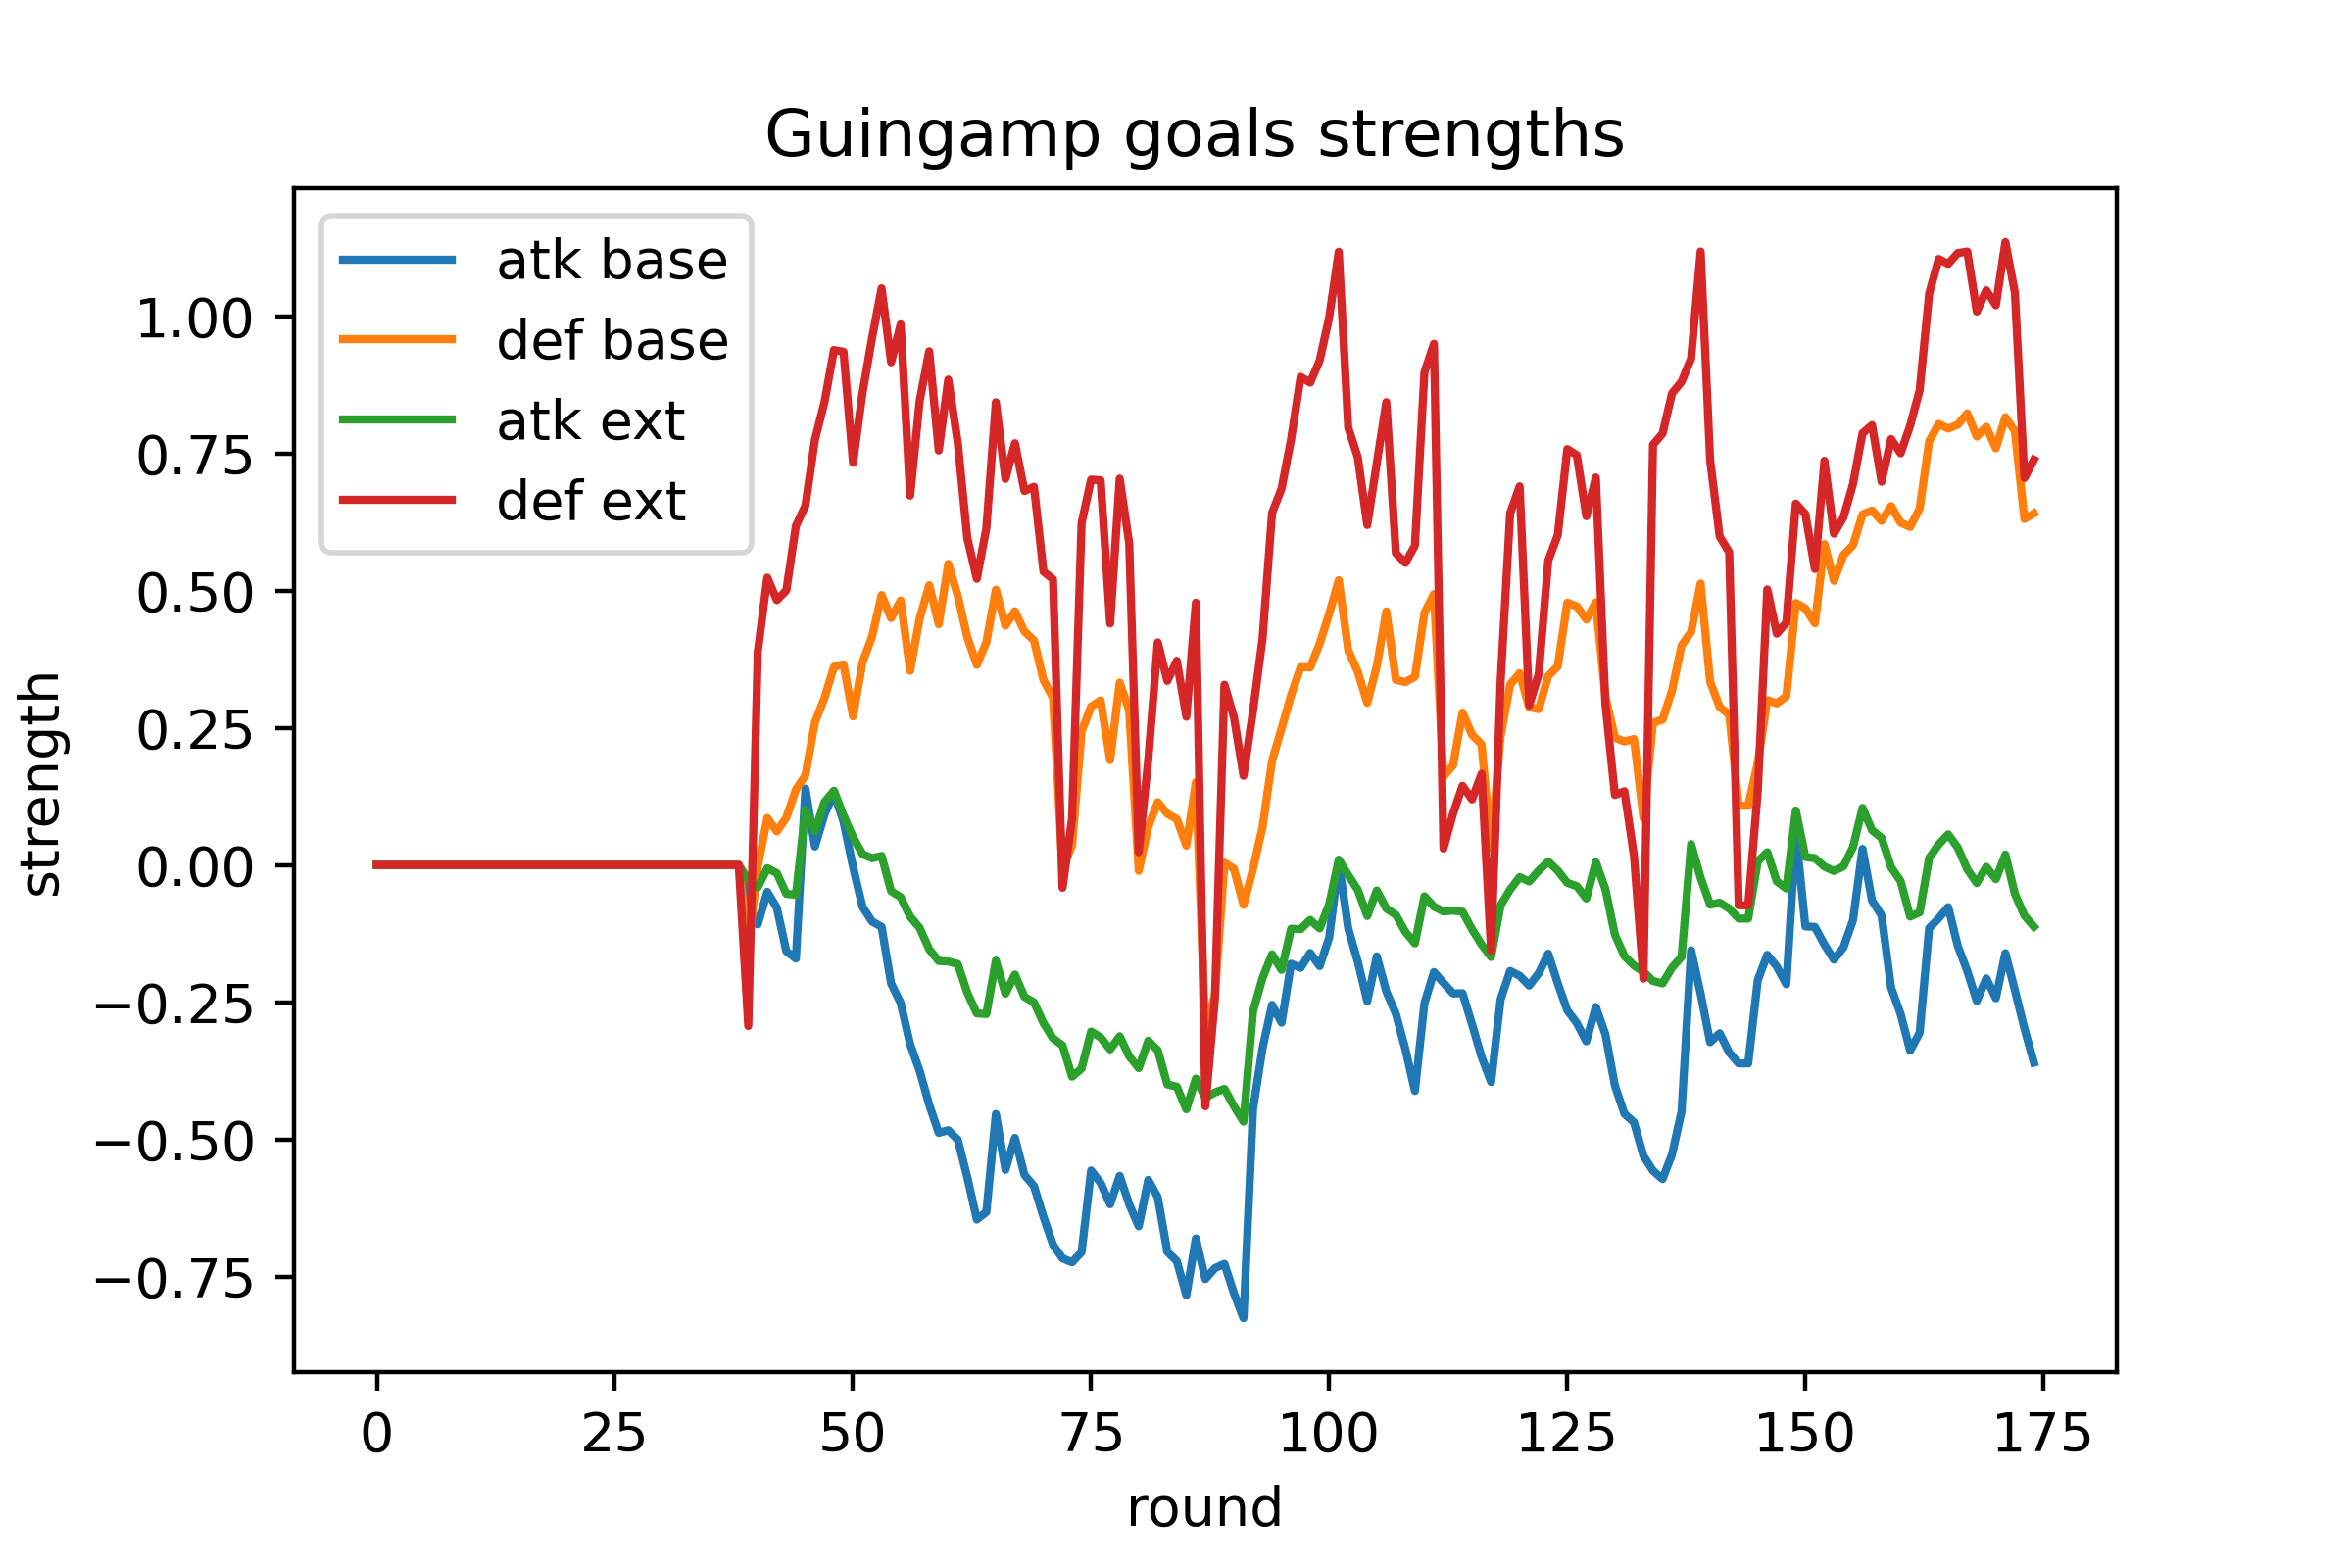 Guingamp goals strengths
atk base
def base
atk ext
def ext
1.00
0.75
0.50
0.25
0.00
−0.25
−0.50
−0.75
strength
0 25 50 75 100 125 150 175
round